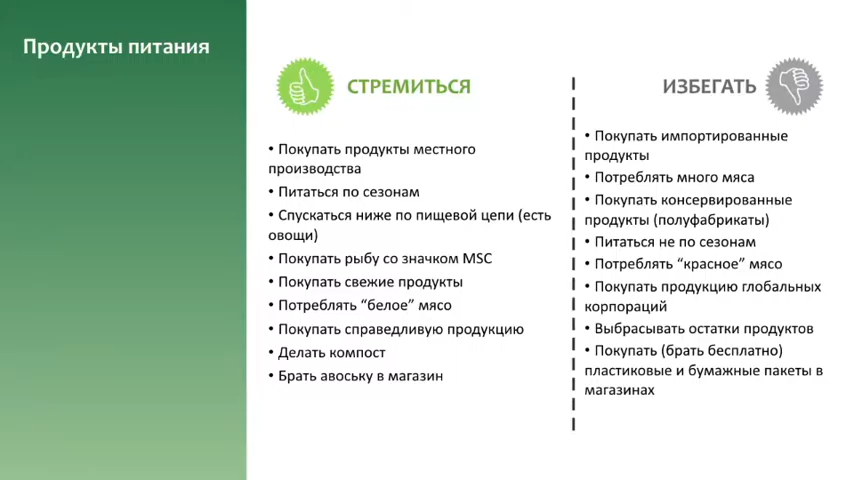 Продукты питания
СТРЕМИТЬСЯ
• Покупать продукты местного
производства
• Питаться по сезонам
• Спускаться ниже по пищевой цепи (есть
овощи)
• Покупать рыбу со значком MSC
• Покупать свежие продукты
• Потреблять “белое” мясо
• Покупать справедливую продукцию
• Делать компост
• Брать авоську в магазин
ИЗБЕГАТЬ
• Покупать импортированные
продукты
• Потреблять много мяса
• Покупать консервированные
продукты (полуфабрикаты)
• Питаться не по сезонам
• Потреблять “красное” мясо
• Покупать продукцию глобальных
корпораций
• Выбрасывать остатки продуктов
• Покупать (брать бесплатно)
пластиковые и бумажные пакеты в
магазинах